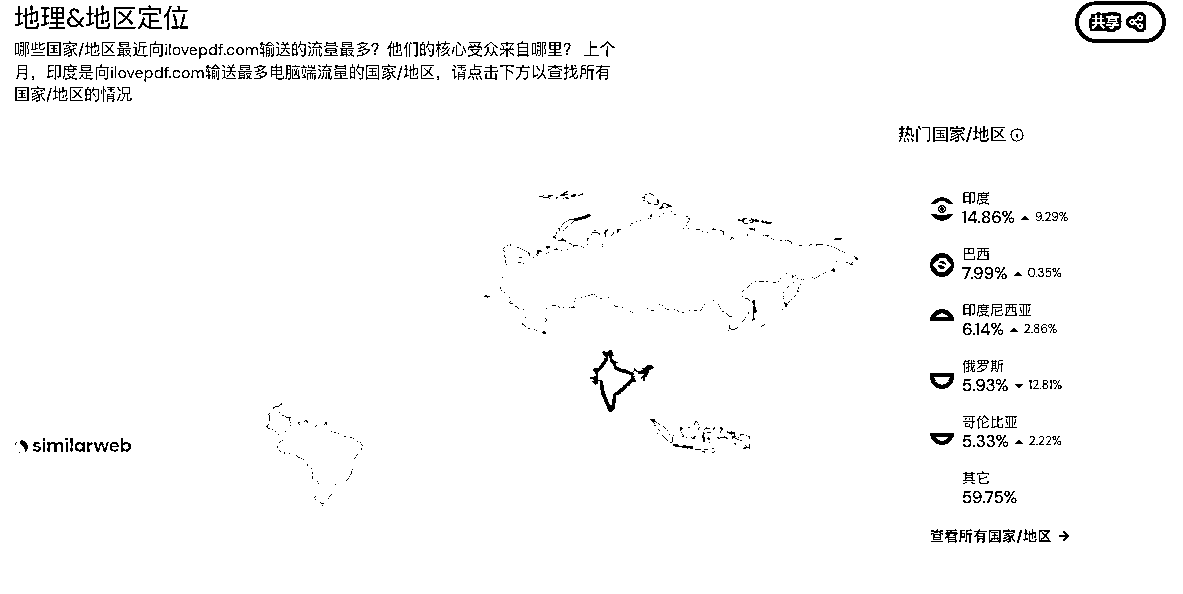 地理&地区定位
共享
哪些国家/地区最近向ilovepdf.com输送的流量最多？他们的核心受众来自哪里？ 上个
月，印度是向ilovepdf.com输送最多电脑端流量的国家/地区，请点击下方以查找所有
国家/地区的情况
热门国家/地区
印度
14.86% ▲ 9.29%
巴西
7.99% ▲ 0.35%
印度尼西亚
6.14% ▲ 2.86%
俄罗斯
5.93% ▼ 12.81%
哥伦比亚
5.33% ▲ 2.22%
similarweb
其它
59.75%
查看所有国家/地区 →